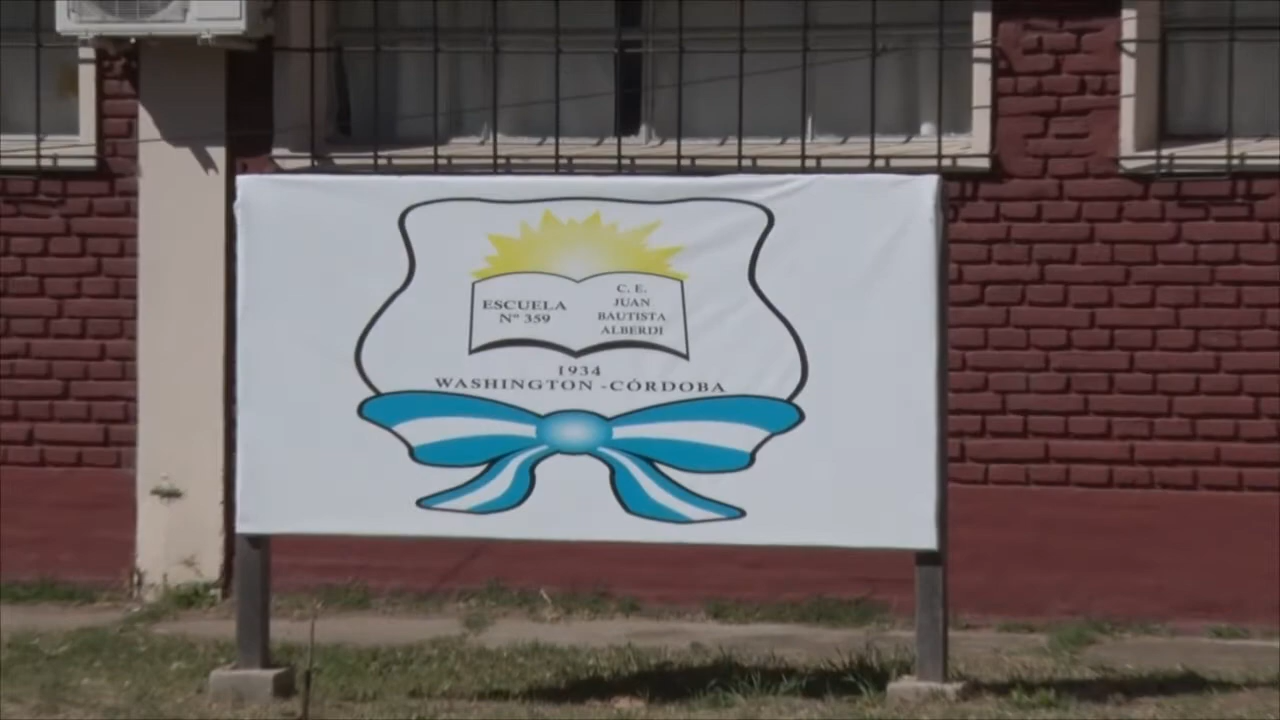 ESCUELA
Nº 359
C. E.
JUAN
BAUTISTA
ALBERDI
1934
WASHINGTON - CÓRDOBA